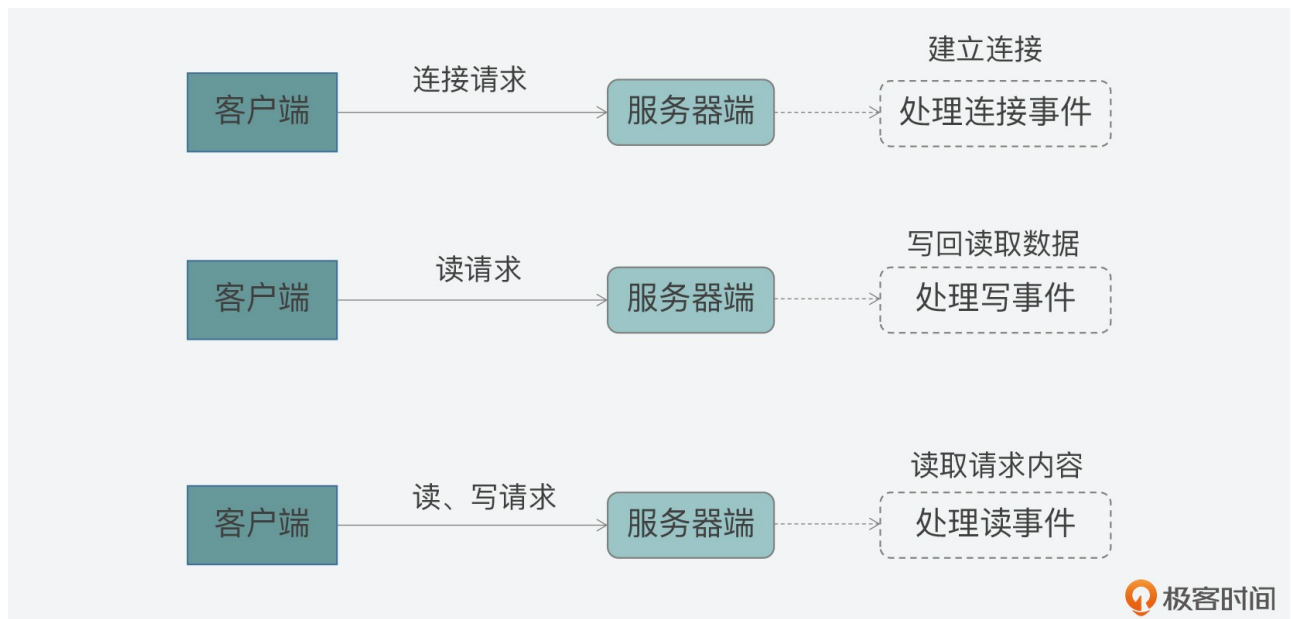 建立连接
连接请求
客户端
服务器端
处理连接事件
写回读取数据
读请求
客户端
服务器端
处理写事件
读取请求内容
读、写请求
客户端
服务器端
处理读事件
极客时间